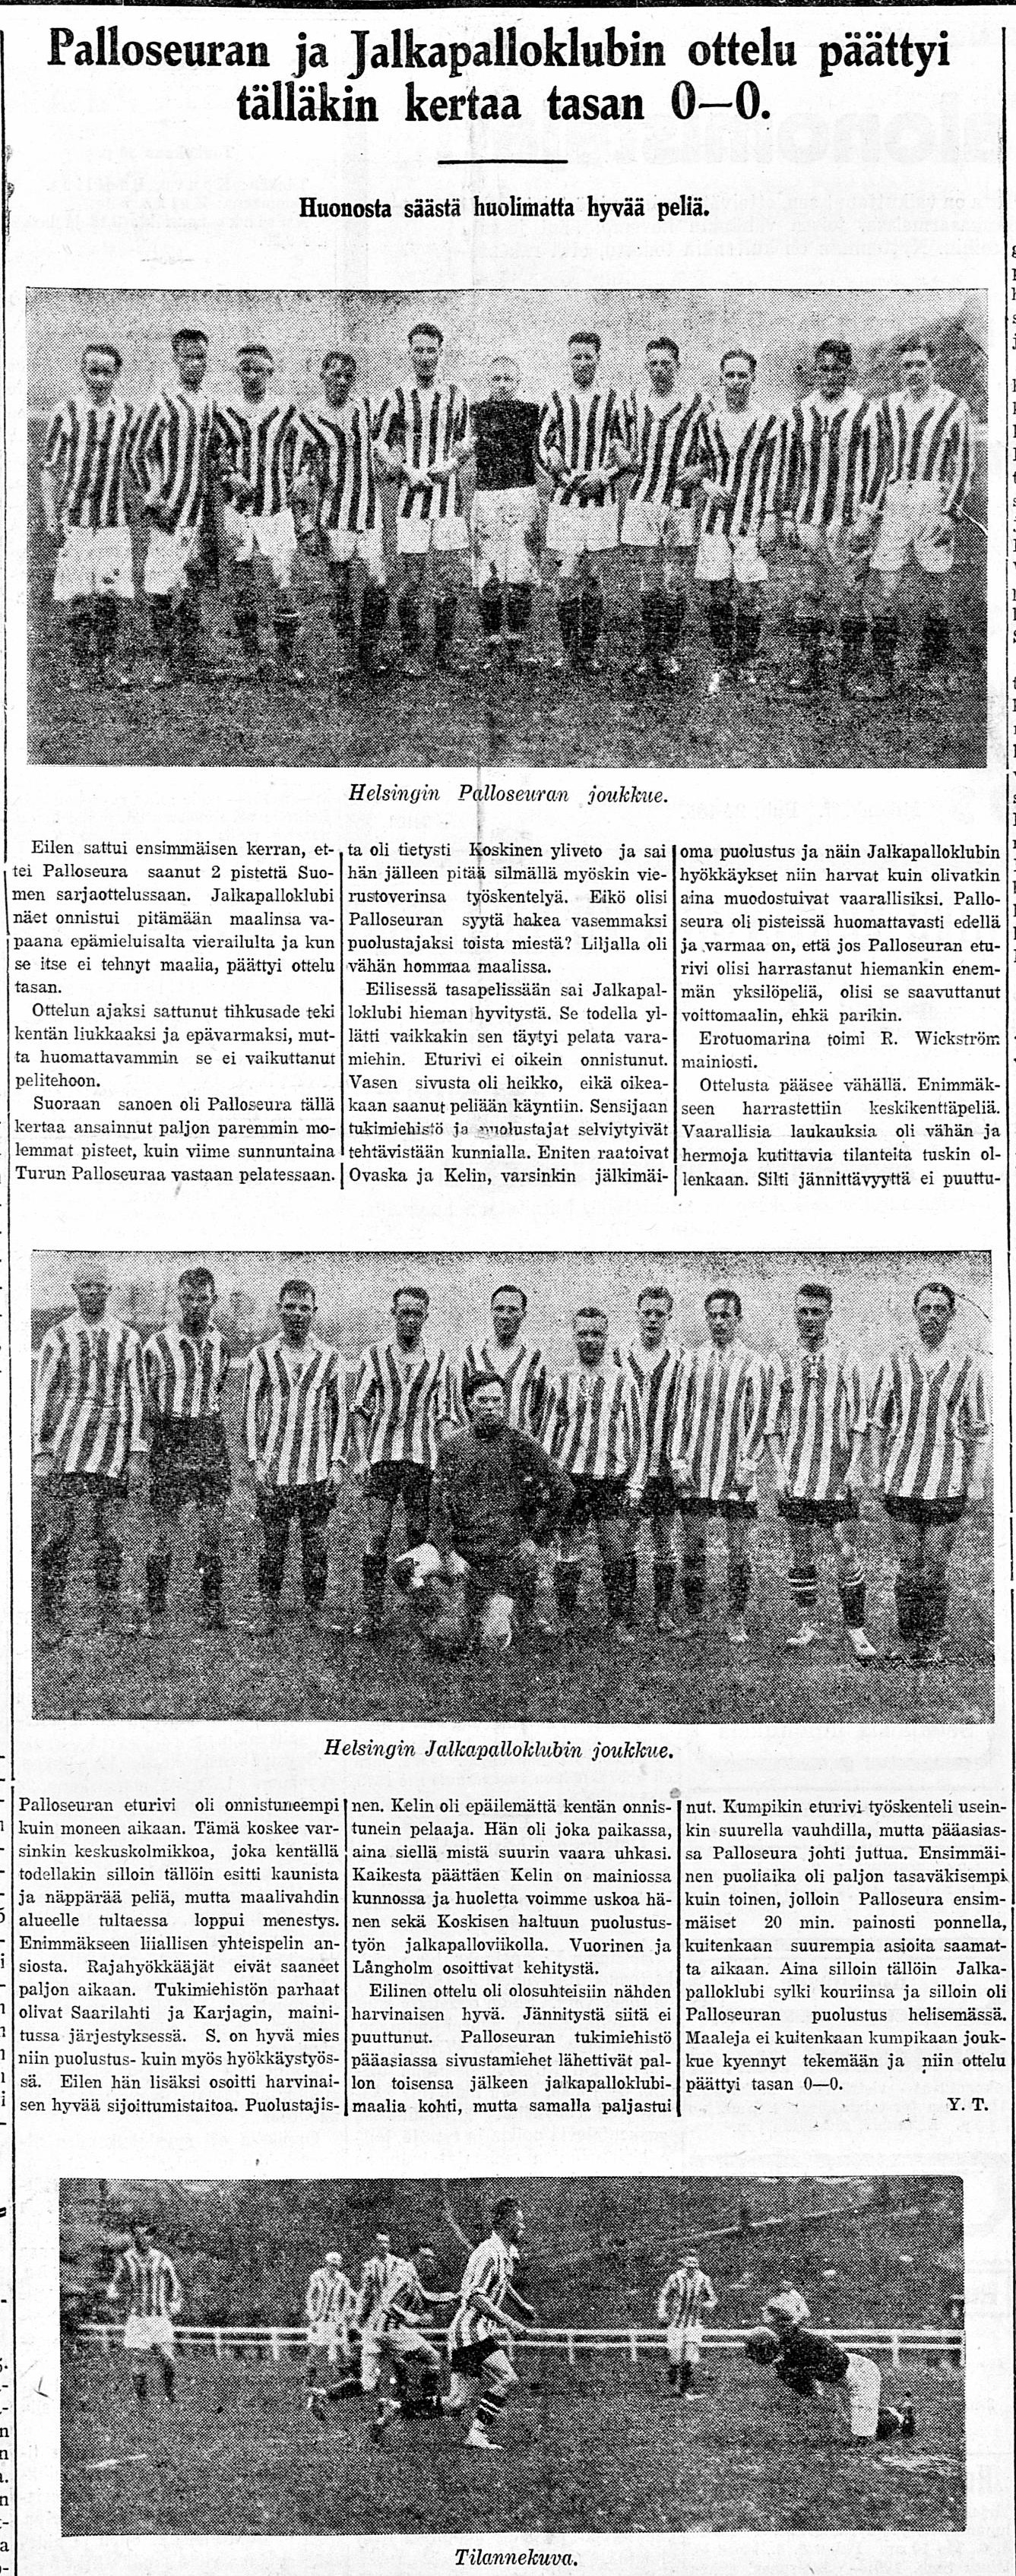 Palloseuran ja Jalkapalloklubin ottelu päättyi
tälläkin kertaa tasan 0—0.
Huonosta säästä huolimatta hyvää peliä.
Helsingin Palloseuran joukkue.
Eilen sattui ensimmäisen kerran, et-
tei Palloseura saanut 2 pistettä Suo-
men sarjaottelussaan. Jalkapalloklubi
näet onnistui pitämään maalinsa va-
paana epämieluisalta vierailulta ja kun
se itse ei tehnyt maalia, päättyi ottelu
tasan.
Ottelun ajaksi sattunut tihkusade teki
kentän liukkaaksi ja epävarmaksi, mut-
ta huomattavammin se ei vaikuttanut
pelitehoon.
Suoraan sanoen oli Palloseura tällä
kertaa ansainnut paljon paremmin mo-
lemmat pisteet, kuin viime sunnuntaina
Turun Palloseuraa vastaan pelatessaan.
Palloseuran eturivi oli onnistuneempi
kuin moneen aikaan. Tämä koskee var-
sinkin keskuskolmikkoa, joka kentällä
todellakin silloin tällöin esitti kaunista
ja näppärää peliä, mutta maalivahdin
alueelle tultaessa loppui menestys.
Enimmäkseen liiallisen yhteispelin an-
siosta. Rajahyökkääjät eivät saaneet
paljon aikaan. Tukimiehistön parhaat
olivat Saarilahti ja Karjagin, maini-
tussa järjestyksessä. S. on hyvä mies
niin puolustus- kuin myös hyökkäystyös-
sä. Eilen hän lisäksi osoitti harvinai-
sen hyvää sijoittumistaitoa. Puolustajis-
ta oli tietysti Koskinen yliveto ja sai
hän jälleen pitää silmällä myöskin vie-
rustoverinsa työskentelyä. Eikö olisi
Palloseuran syytä hakea vasemmaksi
puolustajaksi toista miestä? Liljalla oli
vähän hommaa maalissa.
Eilisessä tasapelissään sai Jalkapal-
loklubi hieman hyvitystä. Se todella yl-
lätti vaikkakin sen täytyi pelata vara-
miehin. Eturivi ei oikein onnistunut.
Vasen sivusta oli heikko, eikä oikea-
kaan saanut peliään käyntiin. Sensijaan
tukimiehistö ja puolustajat selviytyivät
tehtävistään kunnialla. Eniten raatoivat
Ovaska ja Kelin, varsinkin jälkimäi-
nen. Kelin oli epäilemättä kentän onnis-
tunein pelaaja. Hän oli joka paikassa,
aina siellä mistä suurin vaara uhkasi.
Kaikesta päättäen Kelin on mainiossa
kunnossa ja huoletta voimme uskoa hä-
nen sekä Koskisen haltuun puolustus-
työn jalkapalloviikolla. Vuorinen ja
Långholm osoittivat kehitystä.
Eilinen ottelu oli olosuhteisiin nähden
harvinaisen hyvä. Jännitystä siitä ei
puuttunut. Palloseuran tukimiehistö
pääasiassa sivustamiehet lähettivät pal-
lon toisensa jälkeen jalkapalloklubi-
maalia kohti, mutta samalla paljastui
oma puolustus ja näin Jalkapalloklubin
hyökkäykset niin harvat kuin olivatkin
aina muodostuivat vaarallisiksi. Pallo-
seura oli pisteissä huomattavasti edellä
ja varmaa on, että jos Palloseuran etu-
rivi olisi harrastanut hiemankin enem-
män yksilöpeliä, olisi se saavuttanut
voittomaalin, ehkä parikin.
Erotuomarina toimi R. Wickström
mainiosti.
Ottelusta pääsee vähällä. Enimmäk-
seen harrastettiin keskikenttäpeliä.
Vaarallisia laukauksia oli vähän ja
hermoja kutittavia tilanteita tuskin ol-
lenkaan. Silti jännittävyyttä ei puuttu-
nut. Kumpikin eturivi työskenteli usein-
kin suurella vauhdilla, mutta pääasias-
sa Palloseura johti juttua. Ensimmäi-
nen puoliaika oli paljon tasaväkisempi
kuin toinen, jolloin Palloseura ensim-
mäiset 20 min. painosti ponnella,
kuitenkaan suurempia asioita saamat-
ta aikaan. Aina silloin tällöin Jalka-
palloklubi sylki kouriinsa ja silloin oli
Palloseuran puolustus helisemässä.
Maaleja ei kuitenkaan kumpikaan jouk-
kue kyennyt tekemään ja niin ottelu
päättyi tasan 0—0.
Y. T.
Helsingin Jalkapalloklubin joukkue.
Tilannekuva.